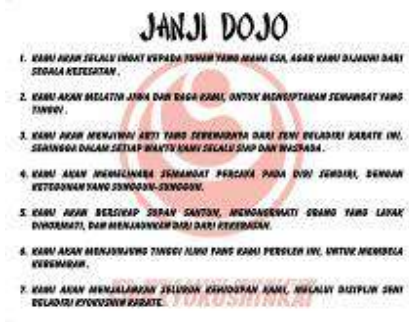 JANJI DOJO
1. KAMI AKAN SELALU INGAT KEPADA TUHAN YANG MAHA ESA, AGAR KAMI DIJAUHI DARI
SEGALA KESESATAN.
2. KAMI AKAN MELATIH JIWA DAN RAGA KAMI, UNTUK MENCIPTAKAN SEMANGAT YANG
TINGGI.
3. KAMI AKAN MENJIWAI ARTI YANG SEBENARNYA DARI SENI BELADIRI KARATE INI,
SEHINGGA DALAM SETIAP WAKTU KAMI SELALU SIAP DAN WASPADA.
4. KAMI AKAN MEMELIHARA SEMANGAT PERCAYA PADA DIRI SENDIRI, DENGAN
KETEGUHAN YANG SUNGGUH-SUNGGUH.
5. KAMI AKAN BERSIKAP SOPAN SANTUN, MENGHORMATI ORANG YANG LAYAK
DIHORMATI, DAN MENJAUHKAN DIRI DARI KEKERASAN.
6. KAMI AKAN MENJUNJUNG TINGGI ILMU YANG KAMI PEROLEH INI, UNTUK MEMBELA
KEBENARAN.
7. KAMI AKAN MENJALANKAN SELURUH KEHIDUPAN KAMI, MELALUI DISIPLIN SENI
BELADIRI KYOKUSHIN KARATE.
KYOKUSHINKAI